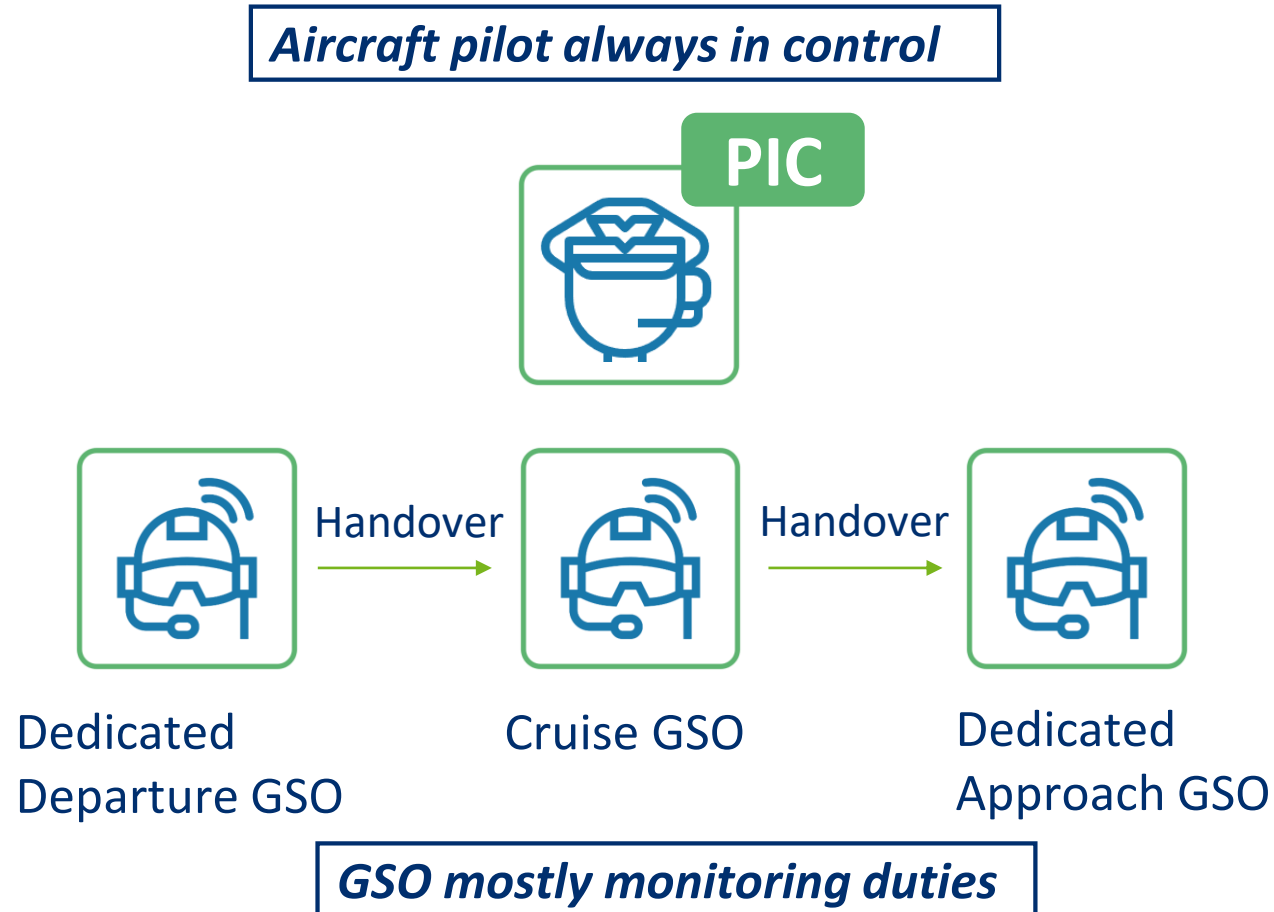 Aircraft pilot always in control
PIC
Handover
Handover
Dedicated
Departure GSO
Cruise GSO
Dedicated
Approach GSO
GSO mostly monitoring duties